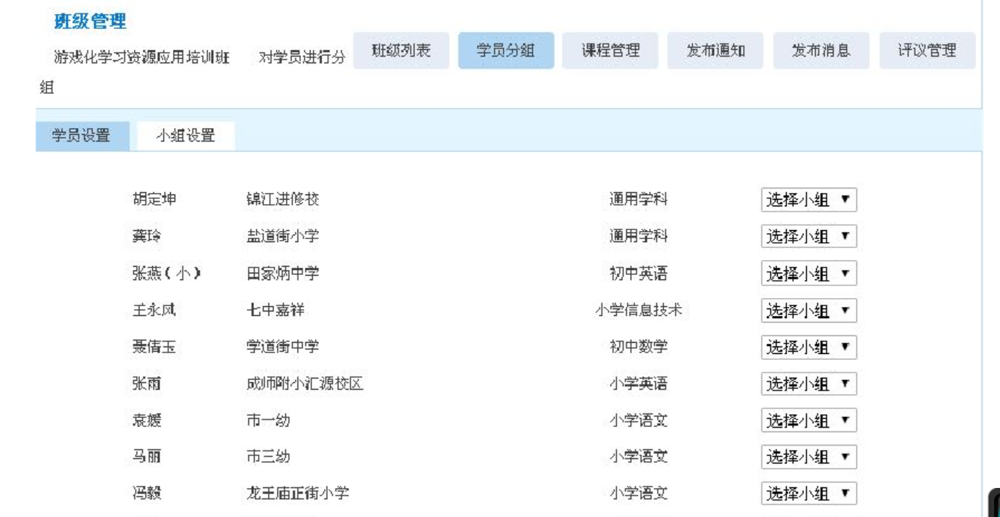 班级管理
游戏化学习资源应用培训班 对学员进行分组
班级列表 学员分组 课程管理 发布通知 发布消息 评议管理
学员设置 小组设置
胡定坤 锦江进修校 通用学科 选择小组
龚玲 盐道街小学 通用学科 选择小组
张燕(小) 田家炳中学 初中英语 选择小组
王永凤 七中嘉祥 小学信息技术 选择小组
聂倩玉 学道街中学 初中数学 选择小组
张雨 成师附小汇源校区 小学英语 选择小组
袁媛 市一幼 小学语文 选择小组
马丽 市三幼 小学语文 选择小组
冯毅 龙王庙正街小学 小学语文 选择小组